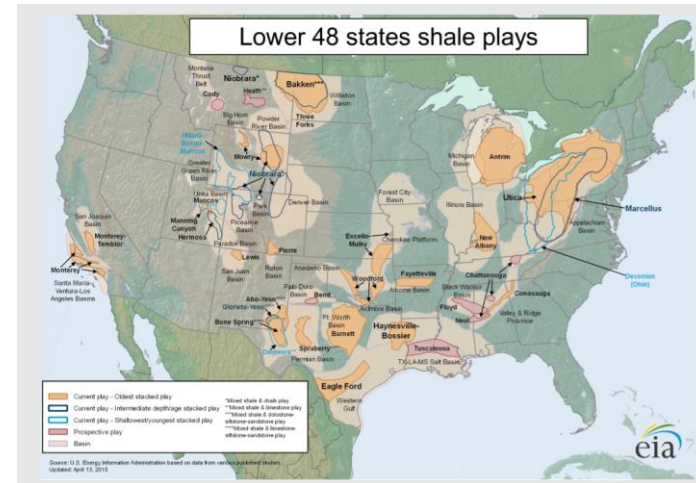 Lower 48 states shale plays
Montana
Thrust
Belt
Cody
Niobrara*
Heath**
Bakken***
Williston
Basin
Big Horn
Basin
Powder
River Basin
Three
Forks
Hilliard-
Baxter-
Mancos
Greater
Green River
Basin
Mowry
Niobrara*
Uinta Basin
Mancos
Park
Basin
Denver Basin
Manning
Canyon
Piceance
Basin
Hermosa
Paradox Basin
San Joaquin
Basin
Monterey-
Temblor
Monterey
Santa Maria-
Ventura-Los
Angeles Basins
Lewis
San Juan
Basin
Pierre
Raton
Basin
Anadarko Basin
Palo Duro
Basin
Bend
Abo-Yeso
Glorieta-Yeso
Bone Spring
Delaware
Spraberry
Permian Basin
Ft. Worth
Basin
Barnett
Ardmore Basin
Woodford
Arkoma Basin
Fayetteville
Excello-
Mulky
Cherokee Platform
Forest City
Basin
Illinois Basin
Michigan
Basin
Antrim
New
Albany
Utica
Marcellus
Appalachian
Basin
Devonian
(Ohio)
Chattanooga
Black Warrior
Basin
Conasauga
Floyd
Neal
Valley & Ridge
Province
Haynesville-
Bossier
Tuscaloosa
TX-LA-MS Salt Basin
Eagle Ford
Western
Gulf
Current play - Oldest stacked play
Current play - Intermediate depth/age stacked play
Current play - Shallowest/youngest stacked play
Prospective play
Basin
*Mixed shale & chalk play
**Mixed shale & limestone play
***Mixed shale & dolostone-
siltstone-sandstone play
****Mixed shale & limestone-
siltstone-sandstone play
Source: U.S. Energy Information Administration based on data from various published studies.
Updated: April 13, 2015
eia